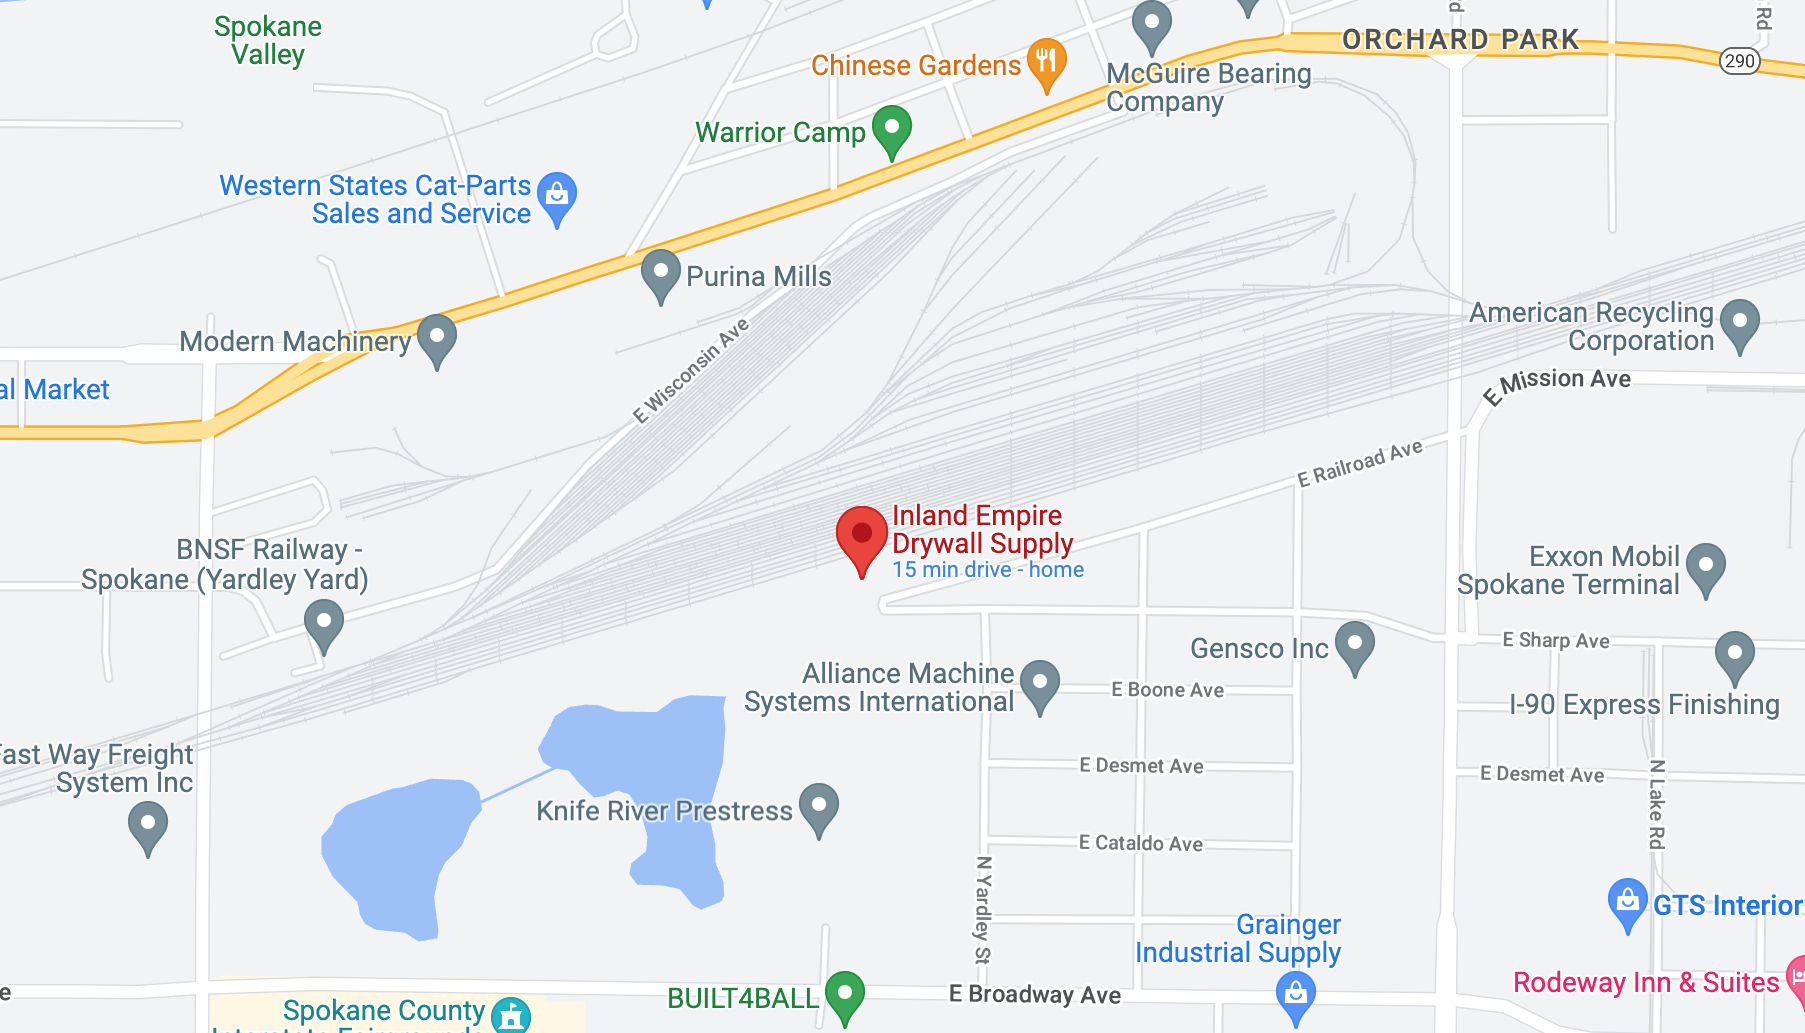 Spokane
Valley
Rd
ORCHARD PARK
290
Chinese Gardens
McGuire Bearing
Company
Warrior Camp
Western States Cat-Parts
Sales and Service
Purina Mills
Modern Machinery
American Recycling
Corporation
E Wisconsin Ave
E Mission Ave
al Market
E Railroad Ave
Inland Empire
Drywall Supply
15 min drive - home
BNSF Railway -
Spokane (Yardley Yard)
Exxon Mobil
Spokane Terminal
E Sharp Ave
Gensco Inc
Alliance Machine
Systems International
E Boone Ave
I-90 Express Finishing
East Way Freight
System Inc
E Desmet Ave
E Desmet Ave
N Lake Rd
Knife River Prestress
E Cataldo Ave
N Yardley St
GTS Interior
Grainger
Industrial Supply
Rodeway Inn & Suites
e
BUILT4BALL
E Broadway Ave
Spokane County
Interstate Fairgrounds